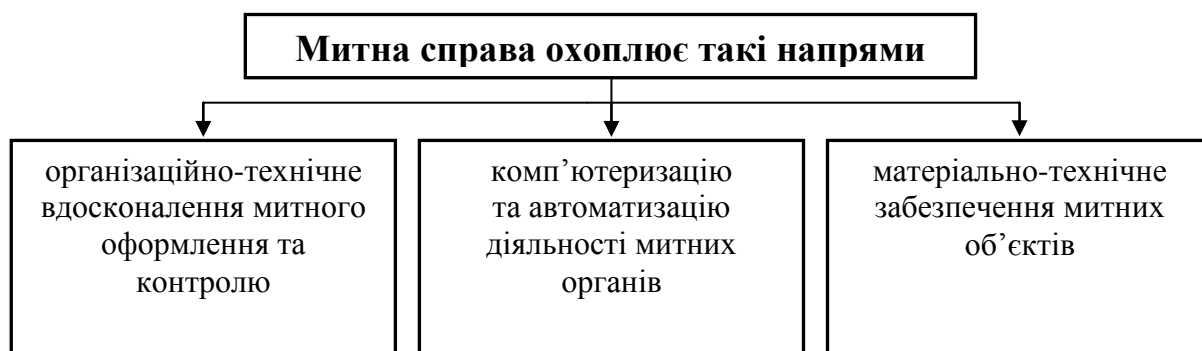 Митна справа охоплює такі напрями
організаційно-технічне
вдосконалення митного
оформлення та
контролю
комп’ютеризацію
та автоматизацію
діяльності митних
органів
матеріально-технічне
забезпечення митних
об’єктів